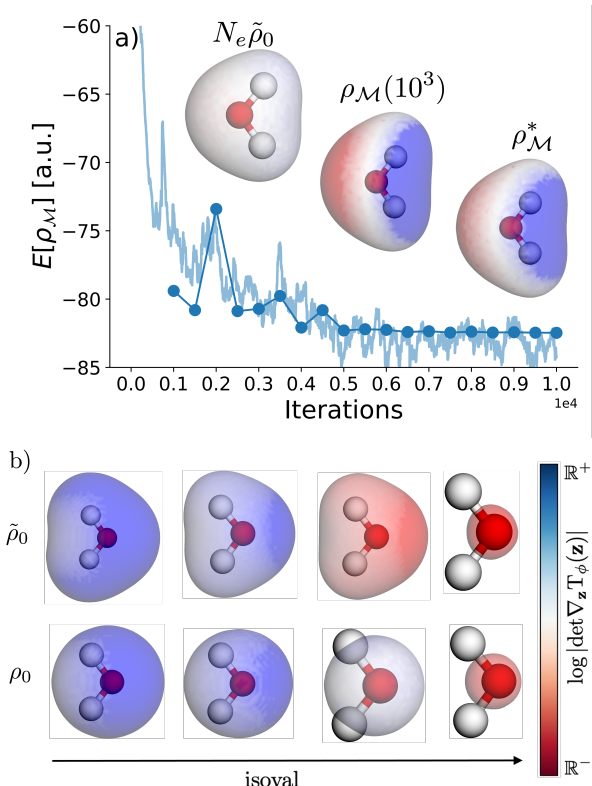 a)
N_e ρ̃_0
ρ_ℳ(10^3)
ρ*_ℳ
E[ρ_ℳ] [a.u.]
−60
−65
−70
−75
−80
−85
0.0 0.1 0.2 0.3 0.4 0.5 0.6 0.7 0.8 0.9 1.0
1e4
Iterations
b)
ρ̃_0
ρ_0
isoval
ℝ^+
log |det ∇_z T_ϕ(z)|
ℝ^−